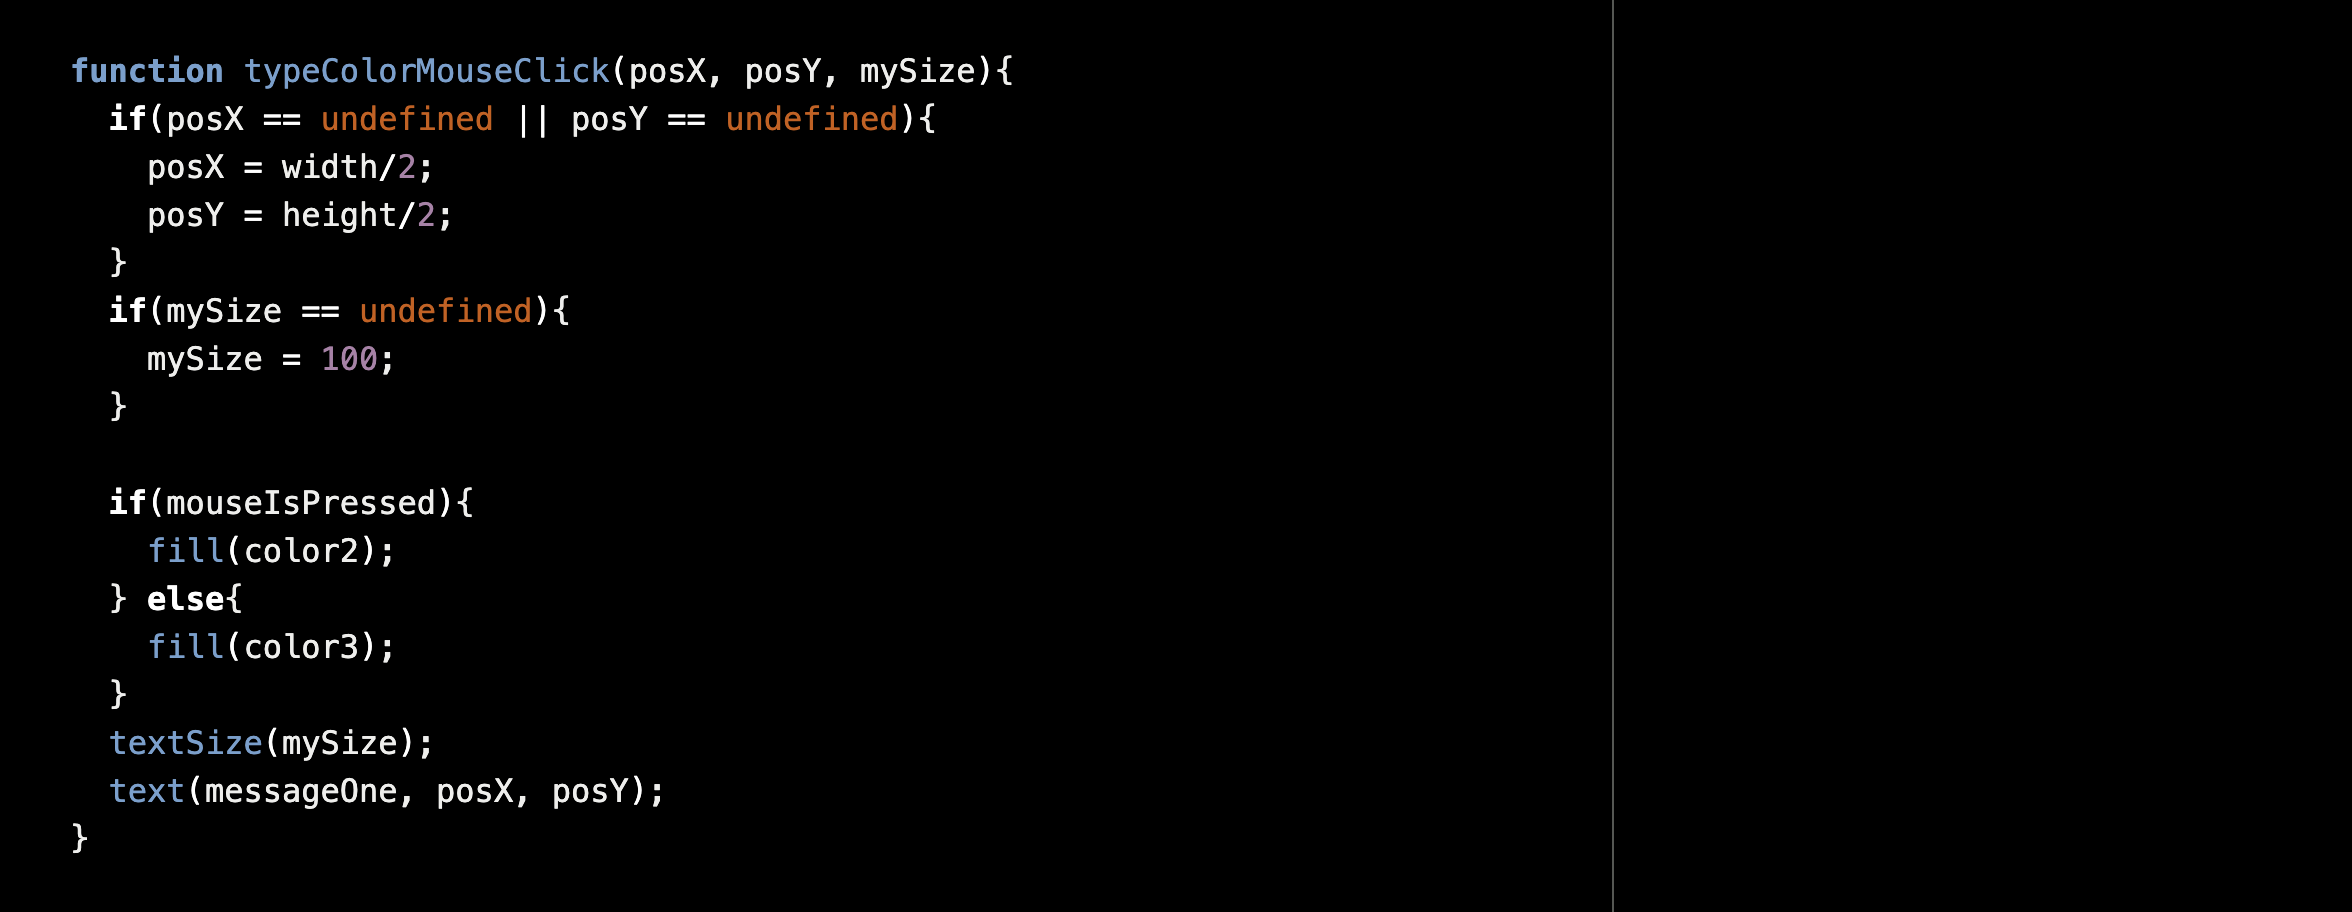 function typeColorMouseClick(posX, posY, mySize){
  if(posX == undefined || posY == undefined){
    posX = width/2;
    posY = height/2;
  }
  if(mySize == undefined){
    mySize = 100;
  }

  if(mouseIsPressed){
    fill(color2);
  } else{
    fill(color3);
  }
  textSize(mySize);
  text(messageOne, posX, posY);
}